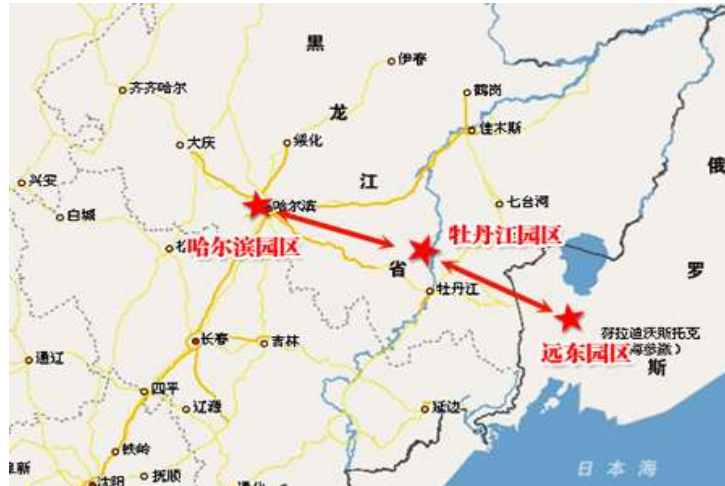 黑
伊春
齐齐哈尔
鹤岗
龙
佳木斯
大庆
绥化
俄
兴安
江
七台河
哈尔滨
白城
牡丹江园区
哈尔滨园区
省
罗
牡丹江
远东园区
长春
吉林
斯
通辽
四平
辽源
延边
铁岭
日本海
抚顺
沈阳